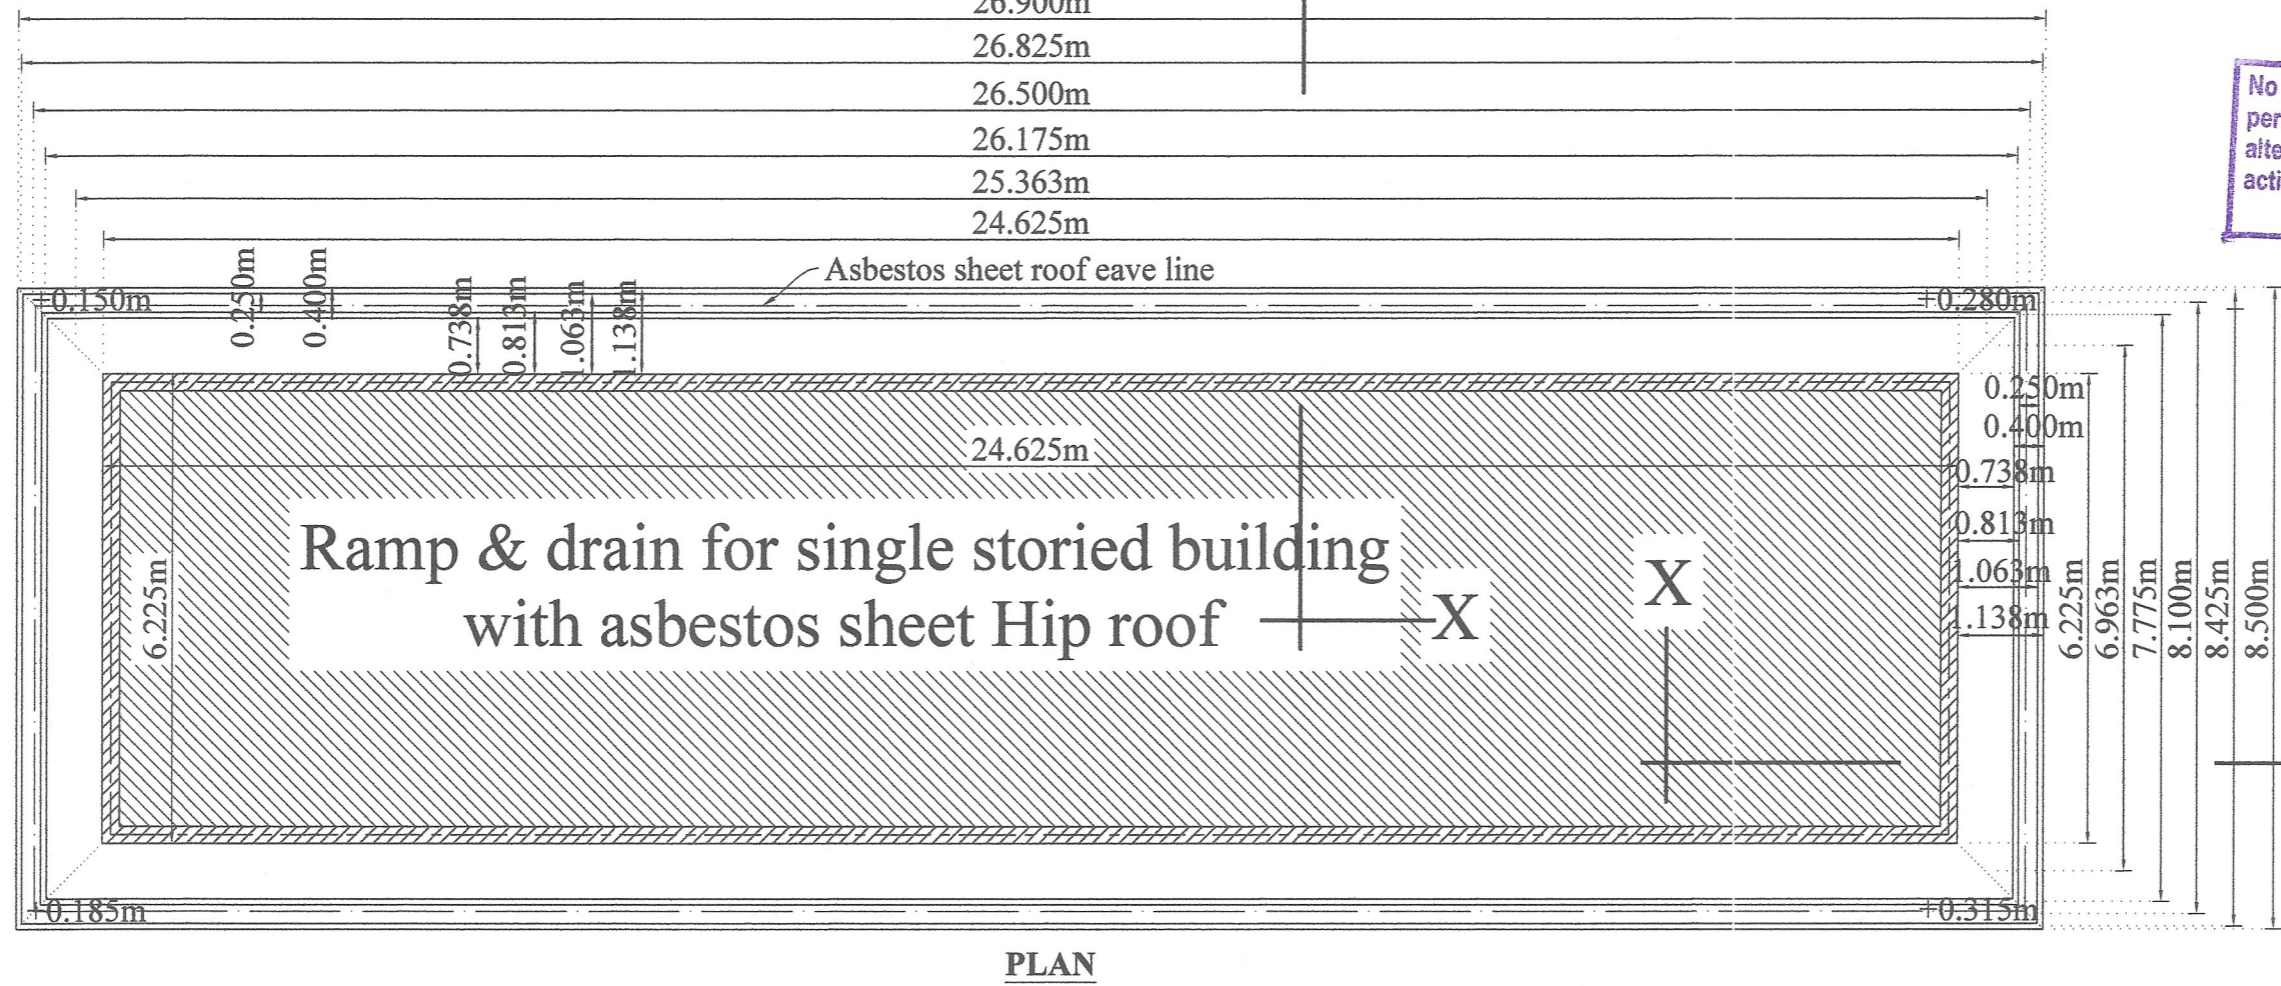 26.900m
26.825m
26.500m
26.175m
25.363m
24.625m
Asbestos sheet roof eave line
+0.150m
0.250m
0.400m
0.738m
0.813m
1.063m
1.138m
+0.280m
No
per
alte
acti
24.625m
Ramp & drain for single storied building
with asbestos sheet Hip roof
X
X
6.225m
0.250m
0.400m
0.738m
0.813m
1.063m
1.138m
6.225m
6.963m
7.775m
8.100m
8.425m
8.500m
+0.185m
+0.315m
PLAN